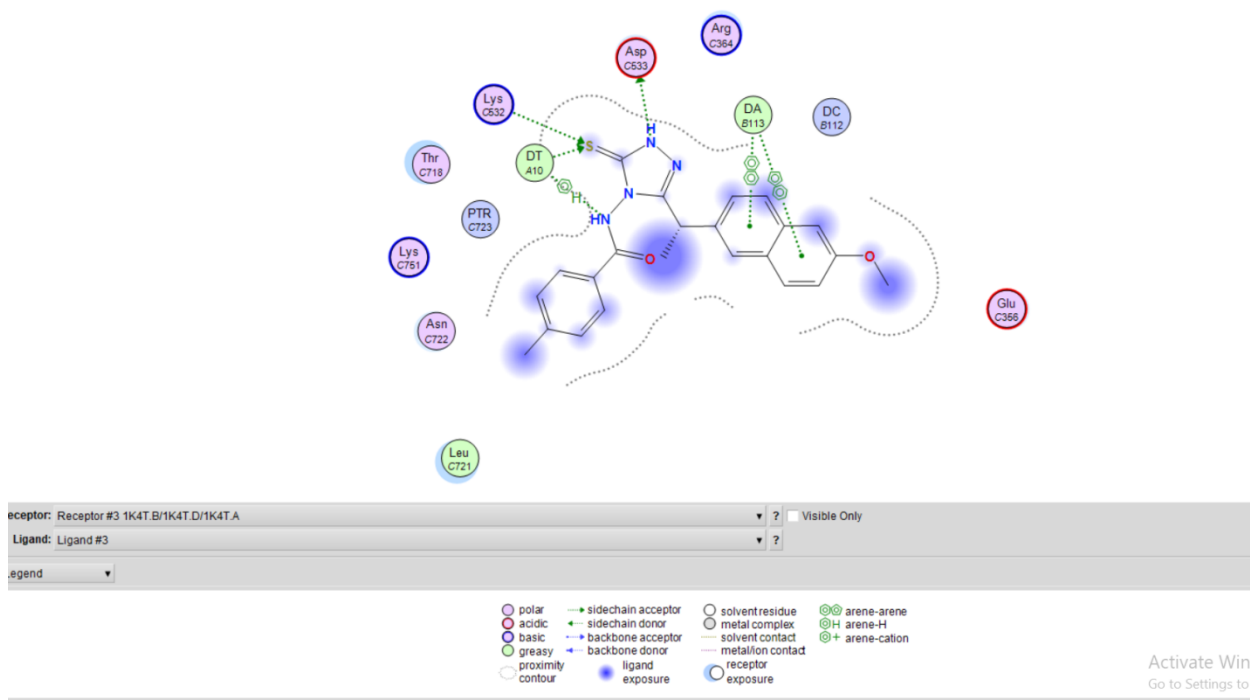 Arg
C364
Asp
C533
Lys
C532
DA
B113
DC
B112
H
N
S
N
DT
A10
Thr
C718
N
H
HN
PTR
C723
Lys
C751
O
O
Glu
C356
Asn
C722
Leu
C721
eceptor: Receptor #3 1K4T.B/1K4T.D/1K4T.A ? Visible Only
Ligand: Ligand #3 ?
egend
polar sidechain acceptor solvent residue arene-arene
acidic sidechain donor metal complex H arene-H
basic backbone acceptor solvent contact + arene-cation
greasy backbone donor metal/ion contact
proximity contour ligand exposure receptor exposure
Activate Win
Go to Settings to